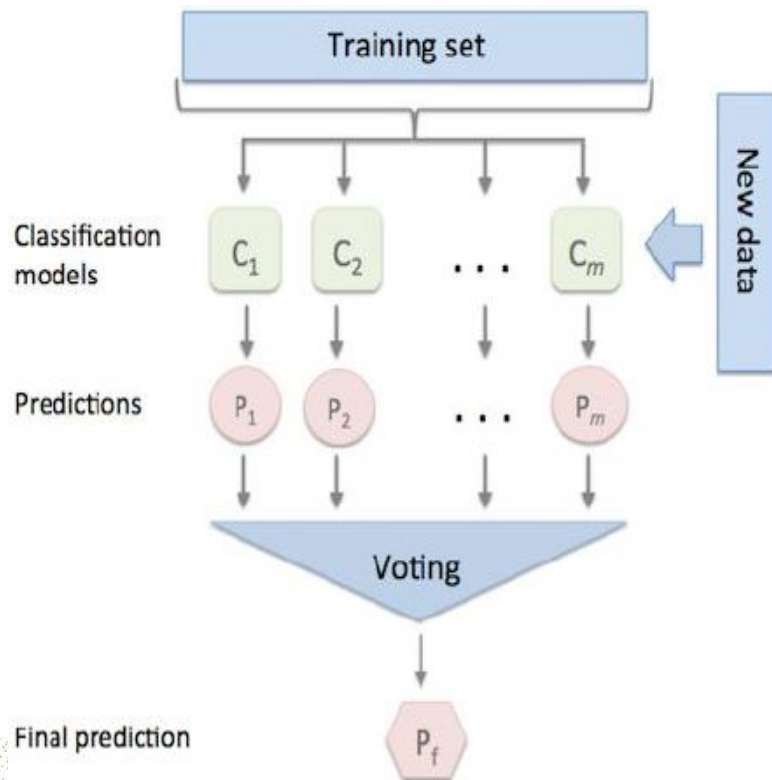 Training set
New data
Classification
models
C1 C2 ... Cm
Predictions
P1 P2 ... Pm
Voting
Final prediction
Pf